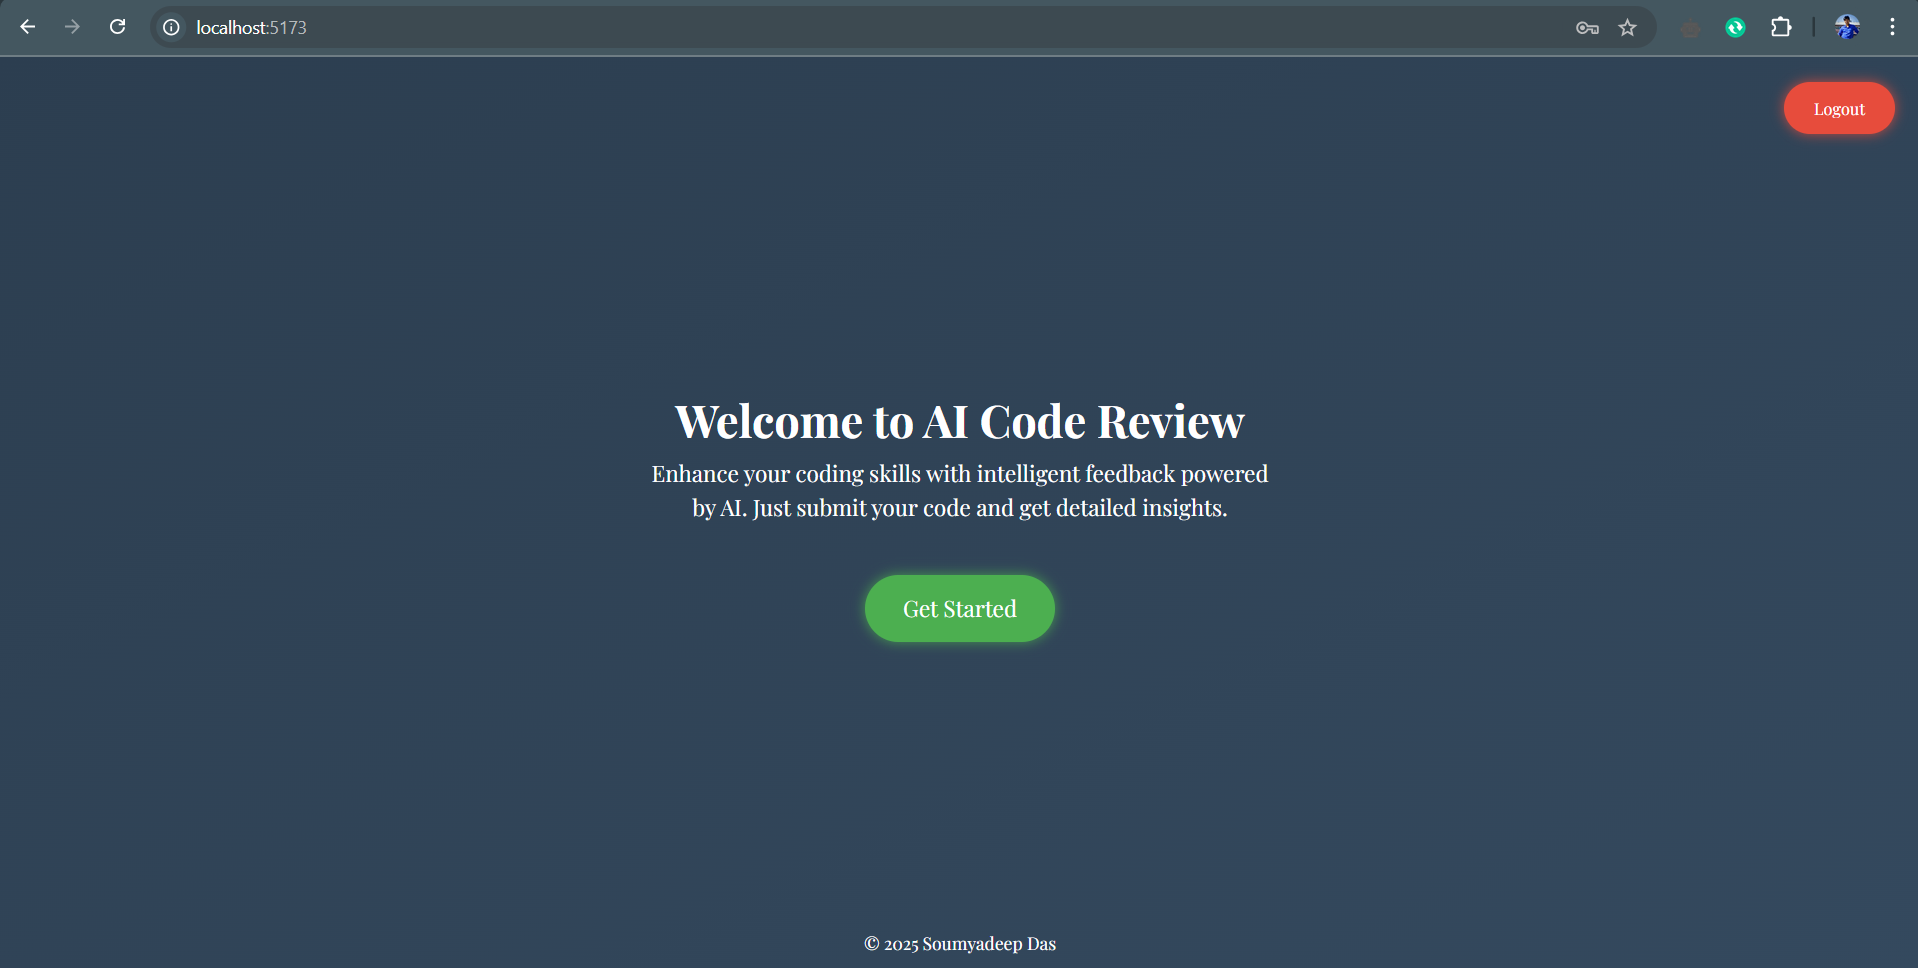 localhost:5173
Logout
Welcome to AI Code Review
Enhance your coding skills with intelligent feedback powered
by AI. Just submit your code and get detailed insights.
Get Started
© 2025 Soumyadeep Das